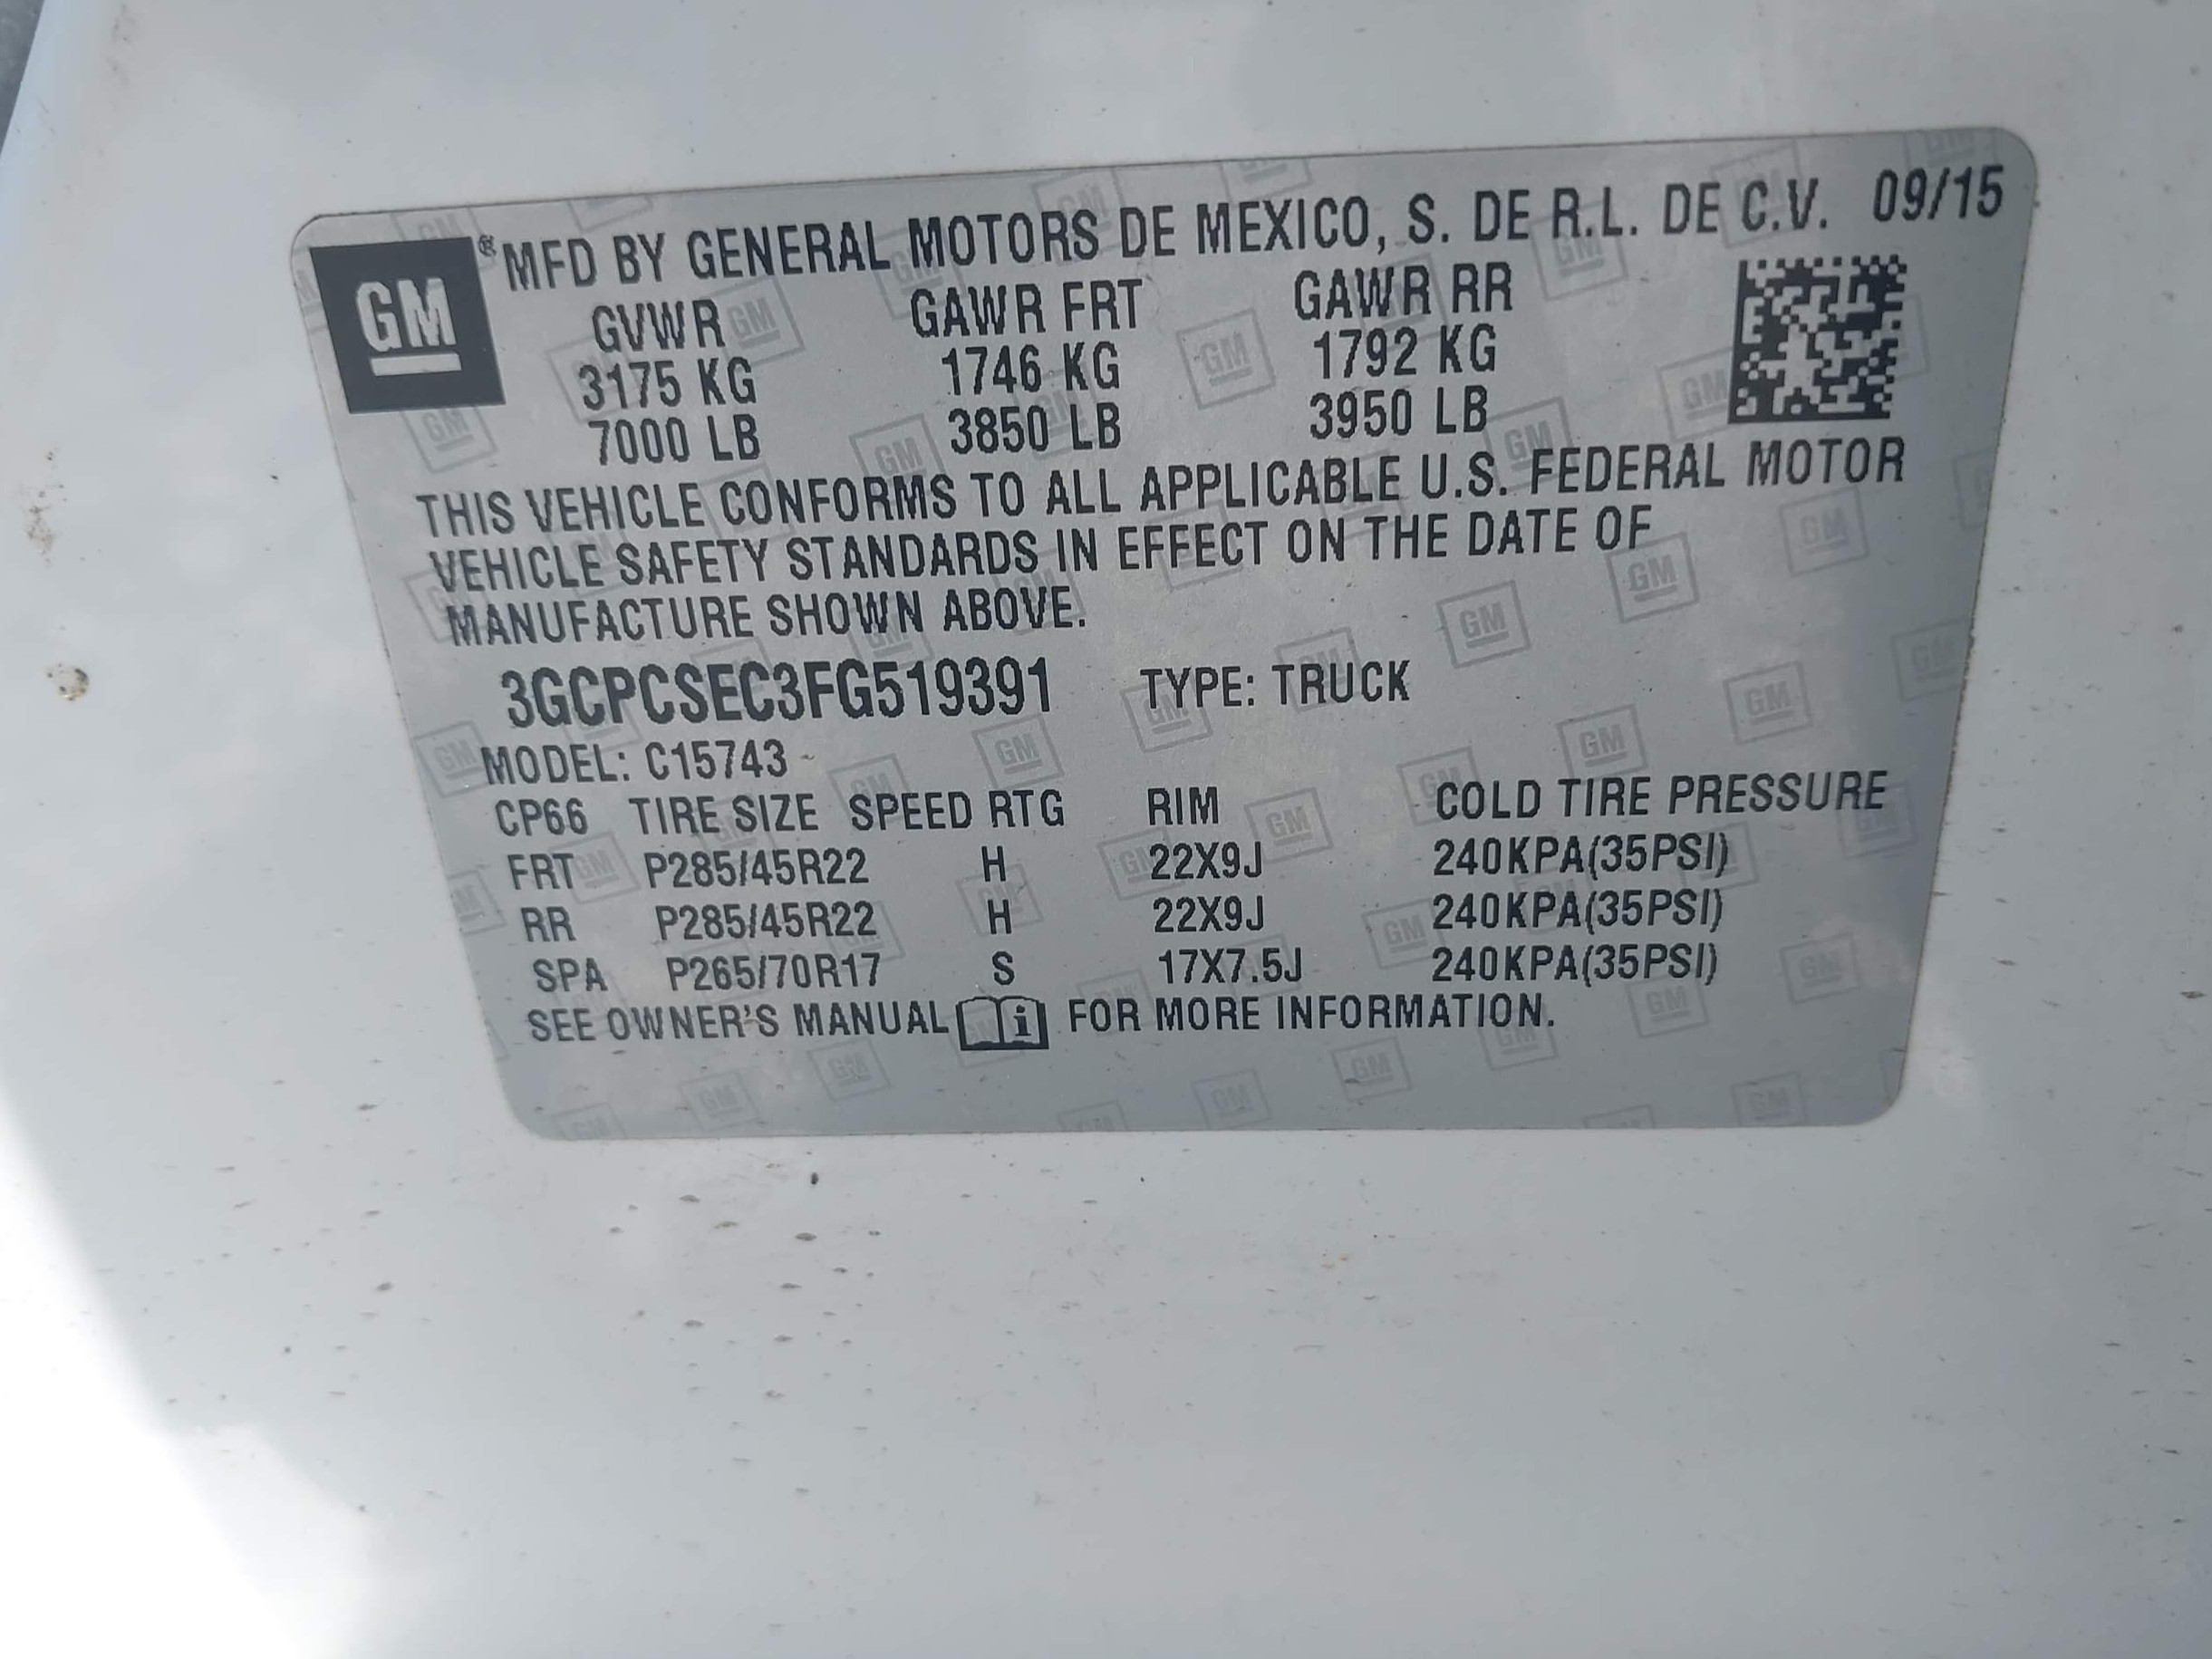 GM ® MFD BY GENERAL MOTORS DE MEXICO, S. DE R.L. DE C.V. 09/15
GVWR GAWR FRT GAWR RR
3175 KG 1746 KG 1792 KG
7000 LB 3850 LB 3950 LB
THIS VEHICLE CONFORMS TO ALL APPLICABLE U.S. FEDERAL MOTOR
VEHICLE SAFETY STANDARDS IN EFFECT ON THE DATE OF
MANUFACTURE SHOWN ABOVE.
3GCPCSEC3FG519391 TYPE: TRUCK
MODEL: C15743
CP66 TIRE SIZE SPEED RTG RIM COLD TIRE PRESSURE
FRT P285/45R22 H 22X9J 240KPA(35PSI)
RR P285/45R22 H 22X9J 240KPA(35PSI)
SPA P265/70R17 S 17X7.5J 240KPA(35PSI)
SEE OWNER'S MANUAL i FOR MORE INFORMATION.